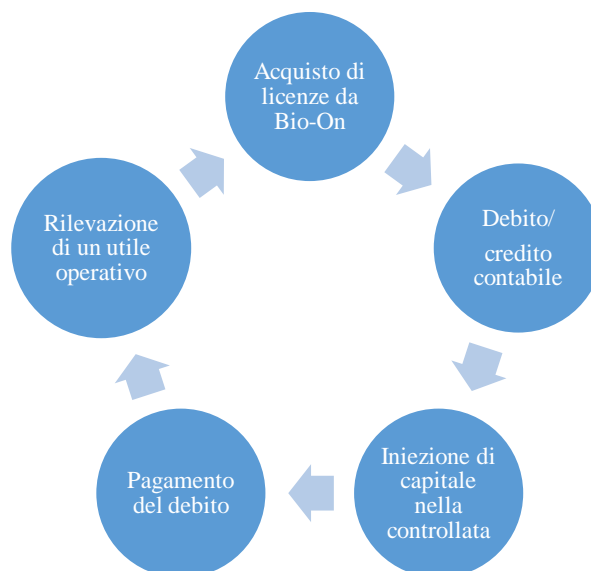 Acquisto di
licenze da
Bio-On
Debito/
credito
contabile
Iniezione di
capitale
nella
controllata
Pagamento
del debito
Rilevazione
di un utile
operativo